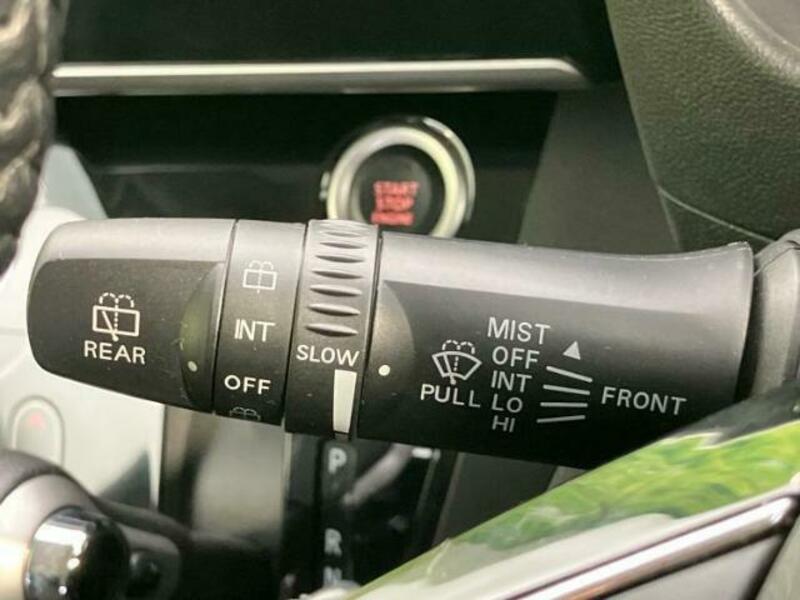 START
STOP
ENGINE
REAR
INT
OFF
SLOW
MIST
OFF
INT
LO
HI
PULL
FRONT
P
R
N